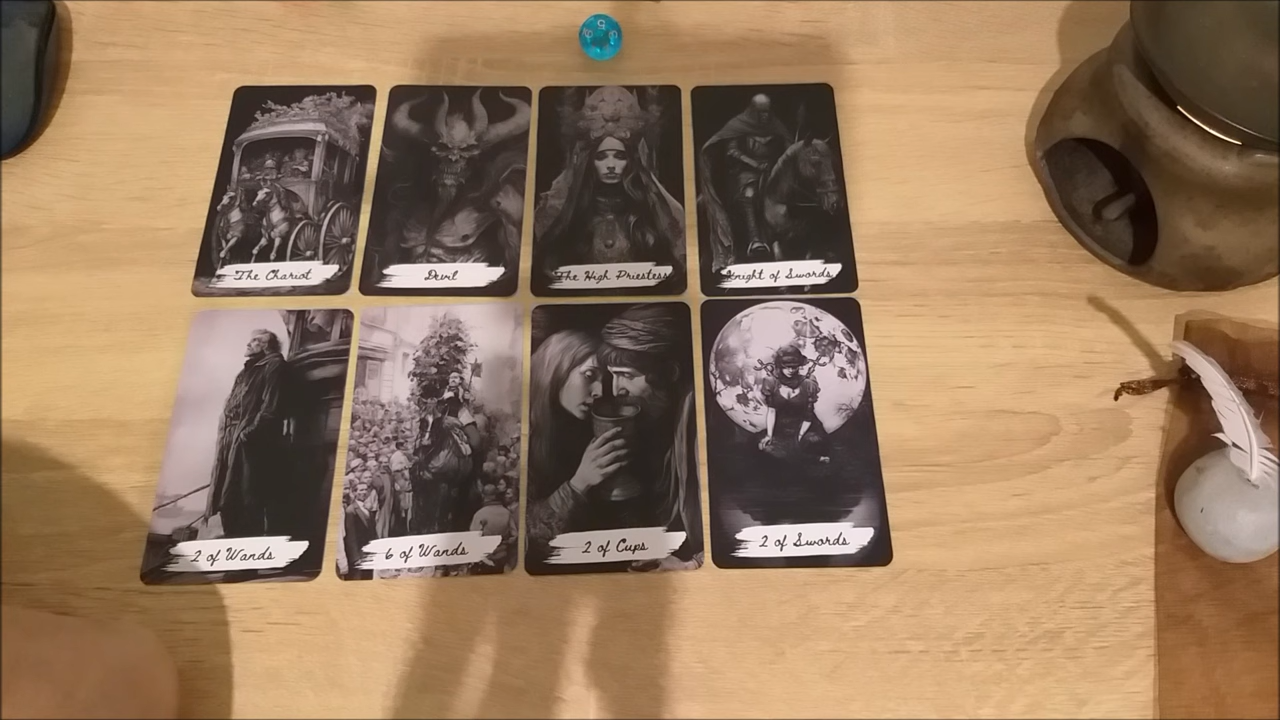 5
The Chariot
Devil
The High Priestess
Knight of Swords
2 of Wands
6 of Wands
2 of Cups
2 of Swords